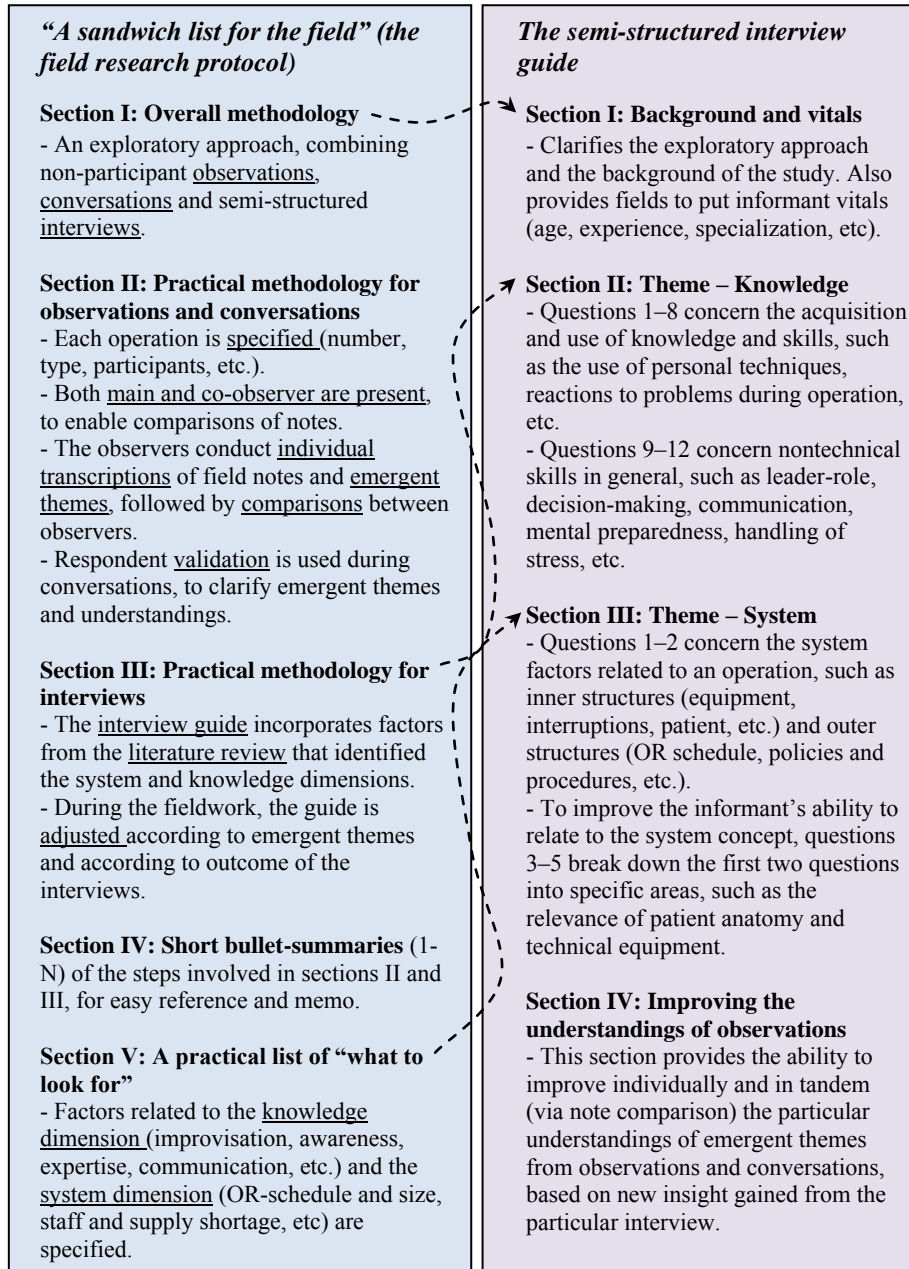 “A sandwich list for the field” (the
field research protocol)
Section I: Overall methodology
- An exploratory approach, combining
non-participant observations,
conversations and semi-structured
interviews.
Section II: Practical methodology for
observations and conversations
- Each operation is specified (number,
type, participants, etc.).
- Both main and co-observer are present,
to enable comparisons of notes.
- The observers conduct individual
transcriptions of field notes and emergent
themes, followed by comparisons between
observers.
- Respondent validation is used during
conversations, to clarify emergent themes
and understandings.
Section III: Practical methodology for
interviews
- The interview guide incorporates factors
from the literature review that identified
the system and knowledge dimensions.
- During the fieldwork, the guide is
adjusted according to emergent themes
and according to outcome of the
interviews.
Section IV: Short bullet-summaries (1-
N) of the steps involved in sections II and
III, for easy reference and memo.
Section V: A practical list of “what to
look for”
- Factors related to the knowledge
dimension (improvisation, awareness,
expertise, communication, etc.) and the
system dimension (OR-schedule and size,
staff and supply shortage, etc) are
specified.
The semi-structured interview
guide
Section I: Background and vitals
- Clarifies the exploratory approach
and the background of the study. Also
provides fields to put informant vitals
(age, experience, specialization, etc).
Section II: Theme – Knowledge
- Questions 1–8 concern the acquisition
and use of knowledge and skills, such
as the use of personal techniques,
reactions to problems during operation,
etc.
- Questions 9–12 concern nontechnical
skills in general, such as leader-role,
decision-making, communication,
mental preparedness, handling of
stress, etc.
Section III: Theme – System
- Questions 1–2 concern the system
factors related to an operation, such as
inner structures (equipment,
interruptions, patient, etc.) and outer
structures (OR schedule, policies and
procedures, etc.).
- To improve the informant’s ability to
relate to the system concept, questions
3–5 break down the first two questions
into specific areas, such as the
relevance of patient anatomy and
technical equipment.
Section IV: Improving the
understandings of observations
- This section provides the ability to
improve individually and in tandem
(via note comparison) the particular
understandings of emergent themes
from observations and conversations,
based on new insight gained from the
particular interview.